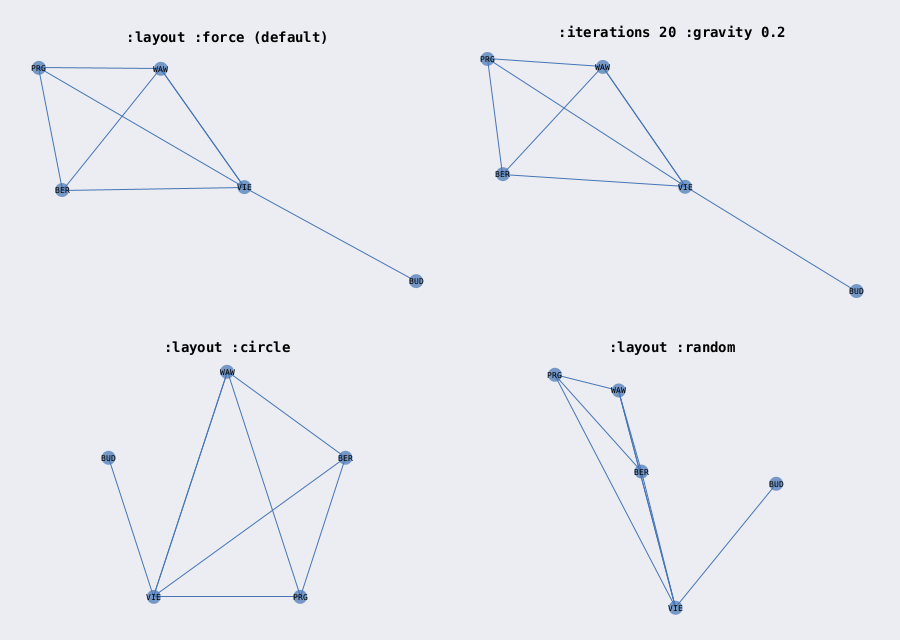 :layout :force (default)
:iterations 20 :gravity 0.2
PRG
WAW
BER
VIE
BUD
PRG
WAW
BER
VIE
BUD
:layout :circle
:layout :random
WAW
BUD
BER
VIE
PRG
PRG
WAW
BER
BUD
VIE